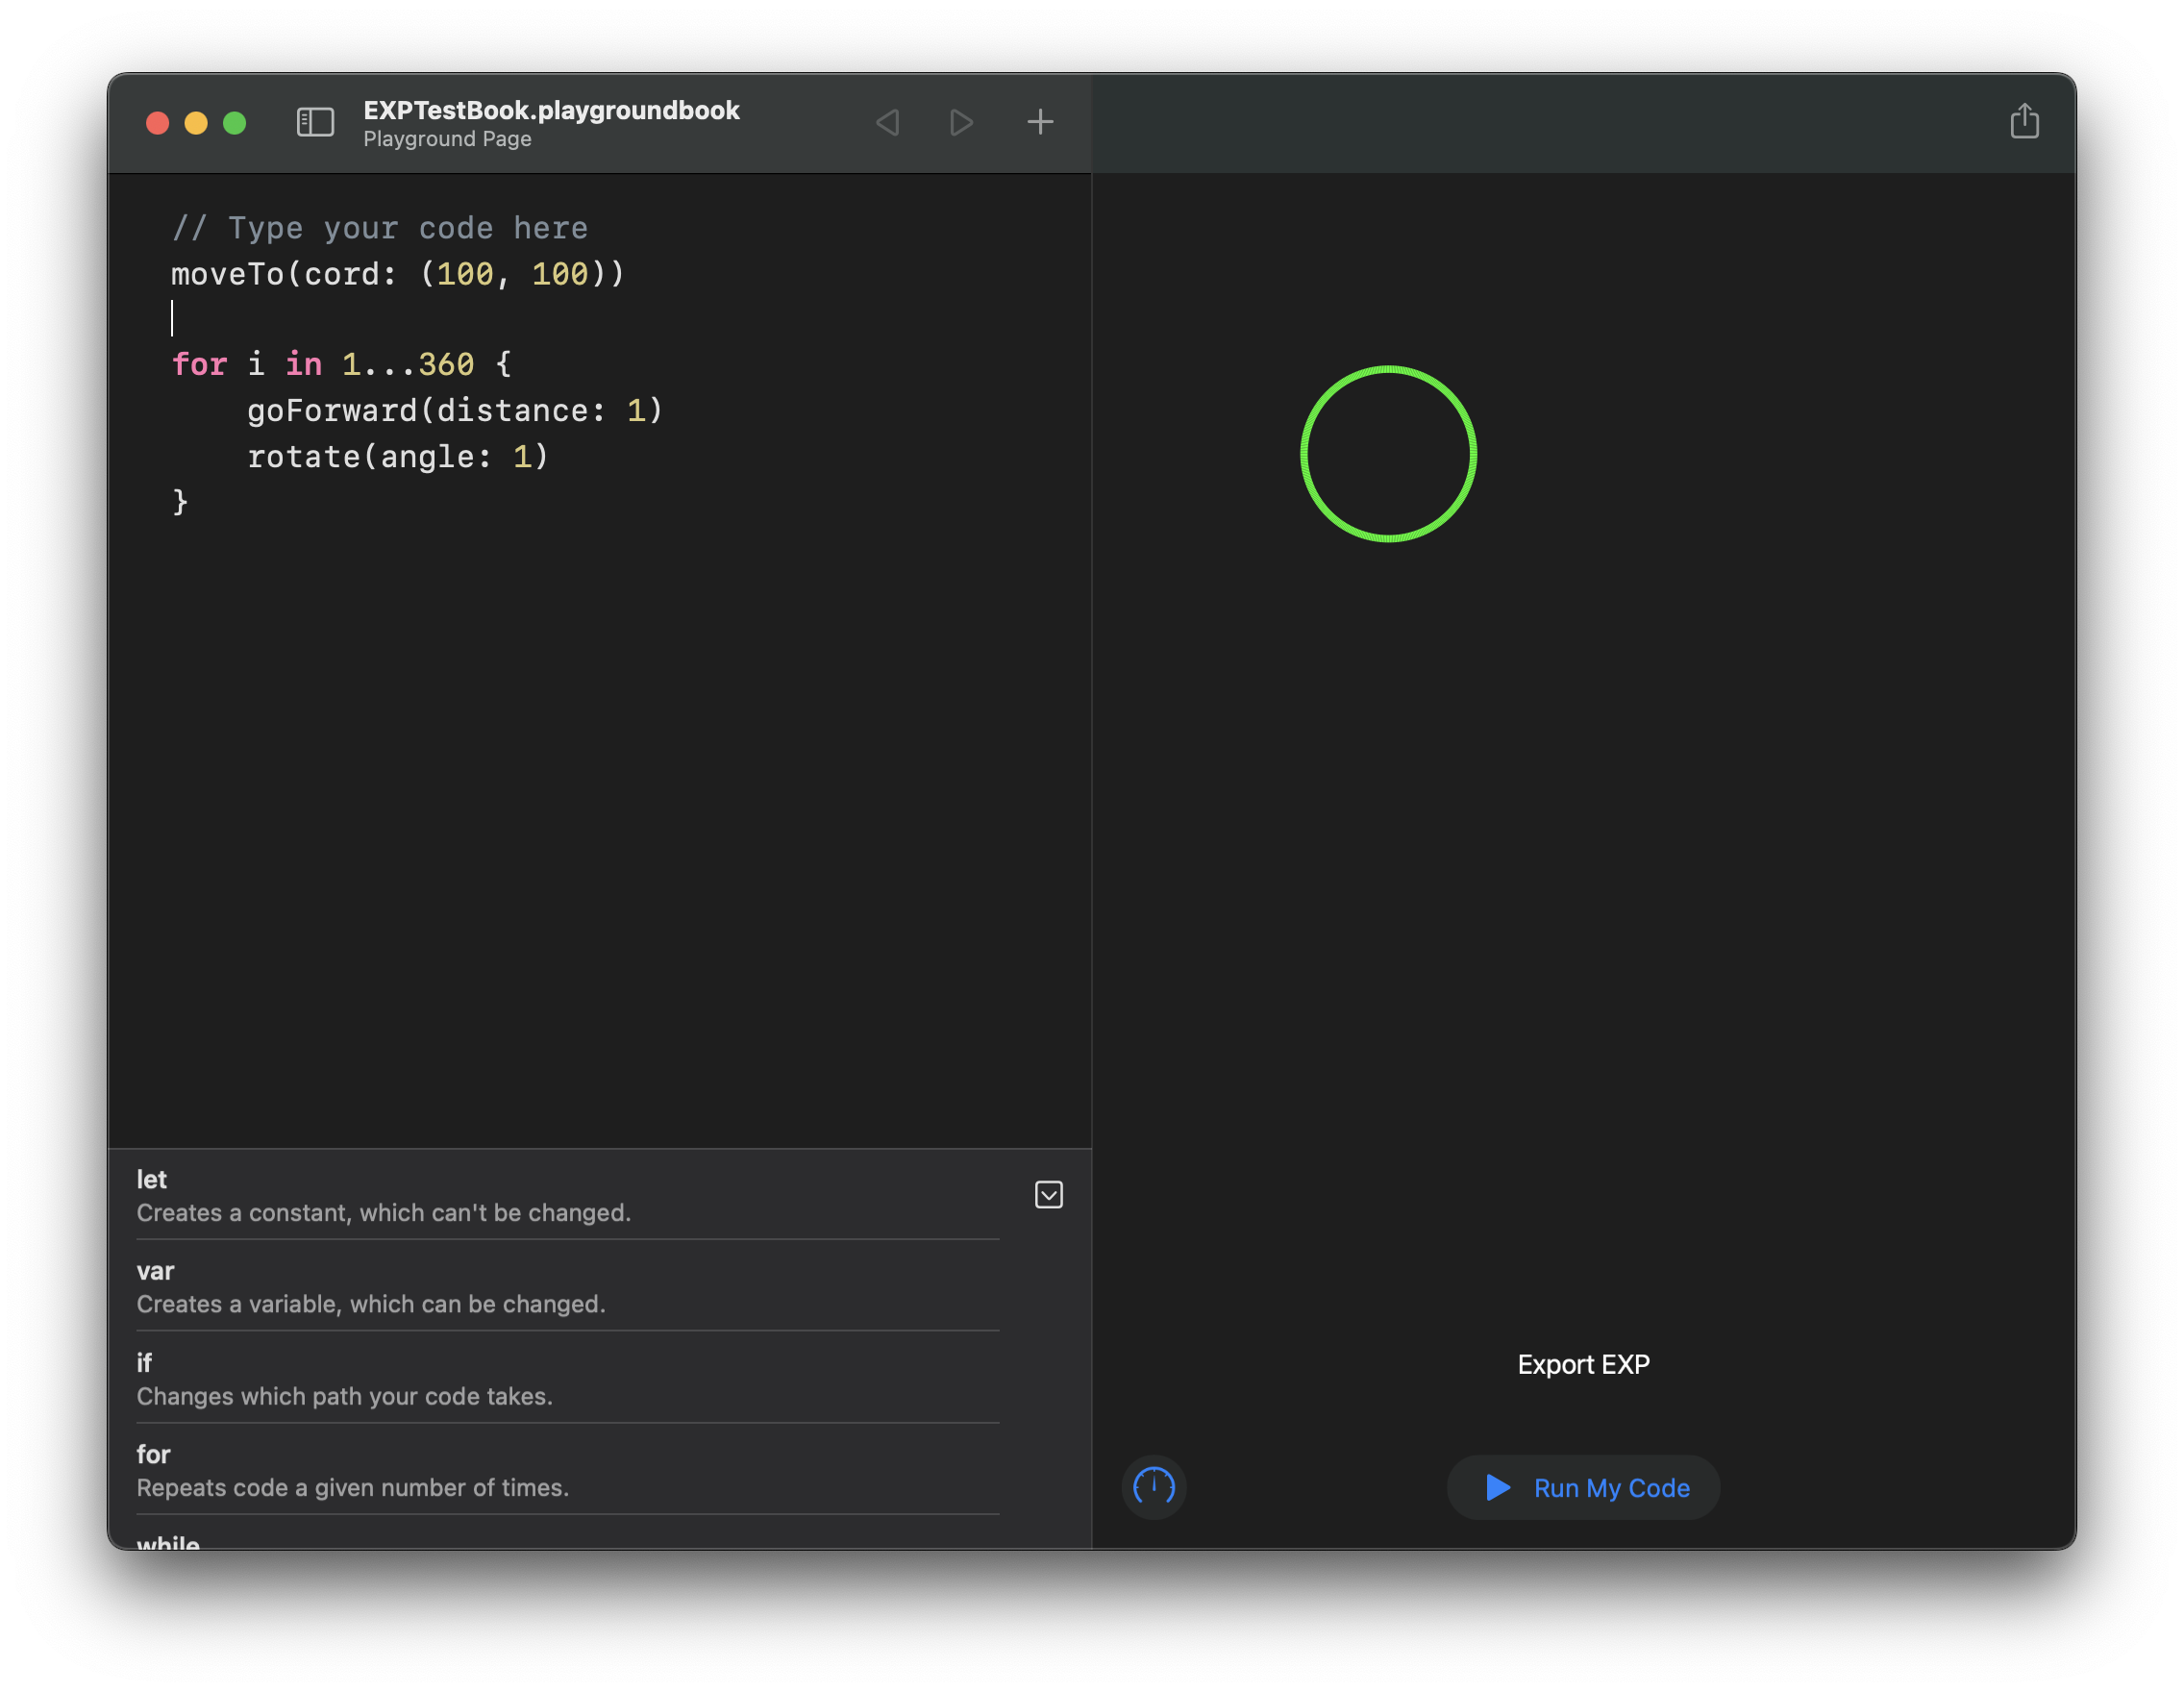 EXPTestBook.playgroundbook
Playground Page
// Type your code here
moveTo(cord: (100, 100))
for i in 1...360 {
    goForward(distance: 1)
    rotate(angle: 1)
}
let
Creates a constant, which can't be changed.
var
Creates a variable, which can be changed.
if
Changes which path your code takes.
for
Repeats code a given number of times.
while
Export EXP
Run My Code